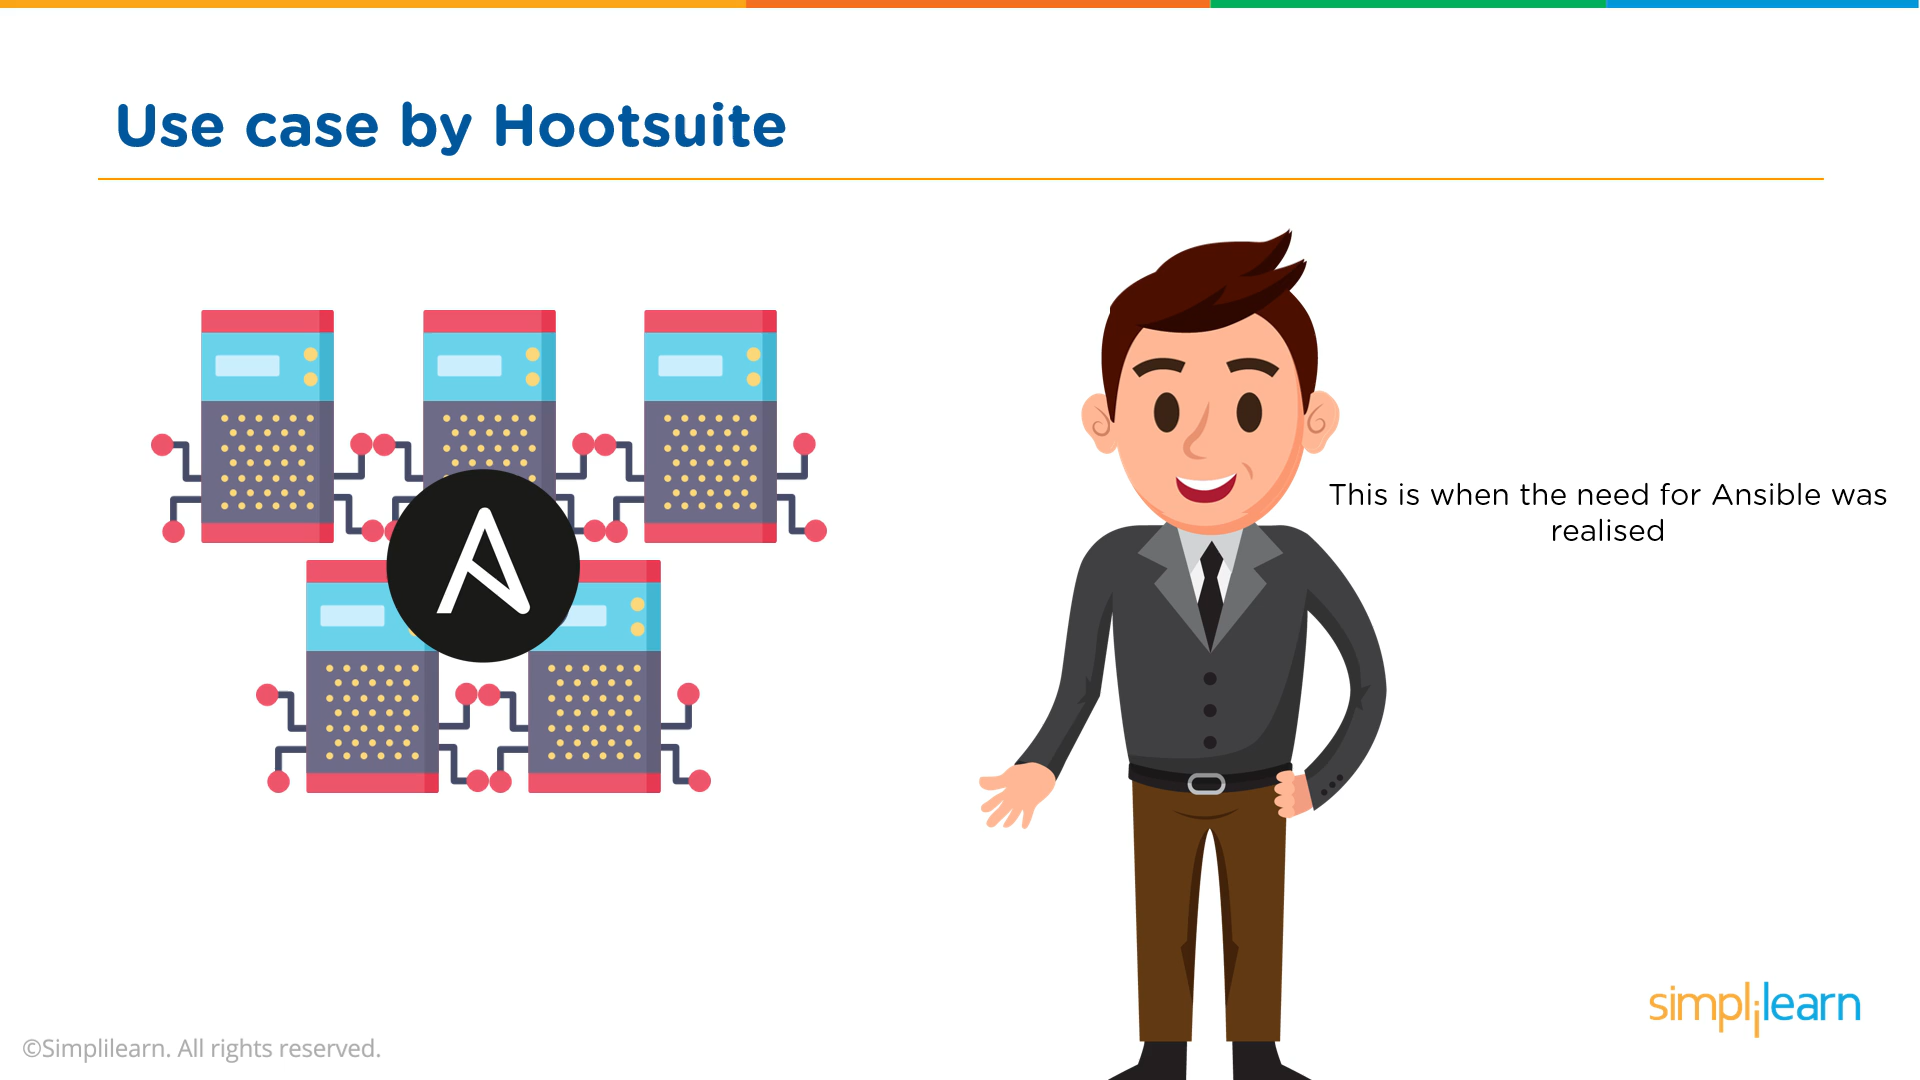 Use case by Hootsuite
This is when the need for Ansible was
realised
simplilearn
©Simplilearn. All rights reserved.